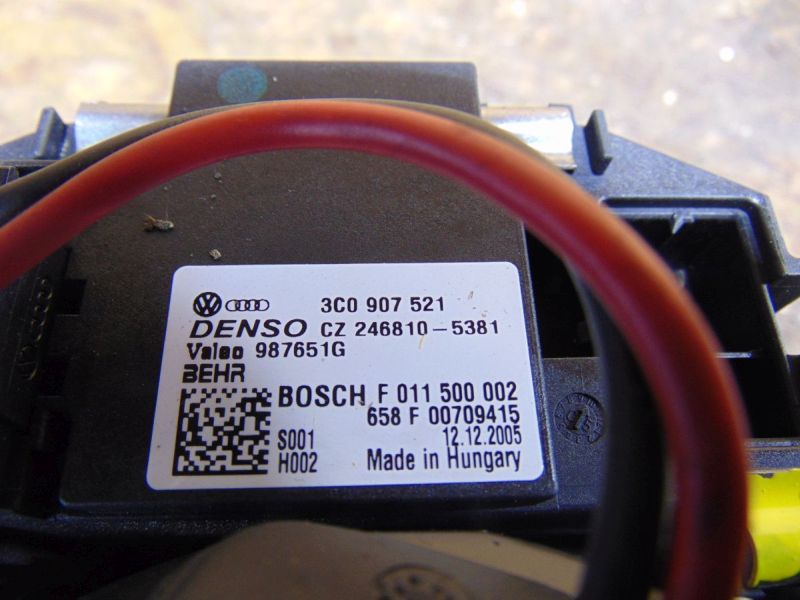 3C0 907 521
DENSO CZ 246810-5381
Valeo 987651G
BEHR
BOSCH F 011 500 002
658 F 00709415
S001 12.12.2005
H002 Made in Hungary